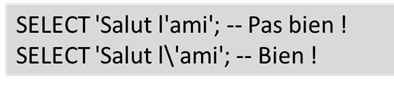 SELECT 'Salut l'ami'; -- Pas bien !
SELECT 'Salut l\'ami'; -- Bien !